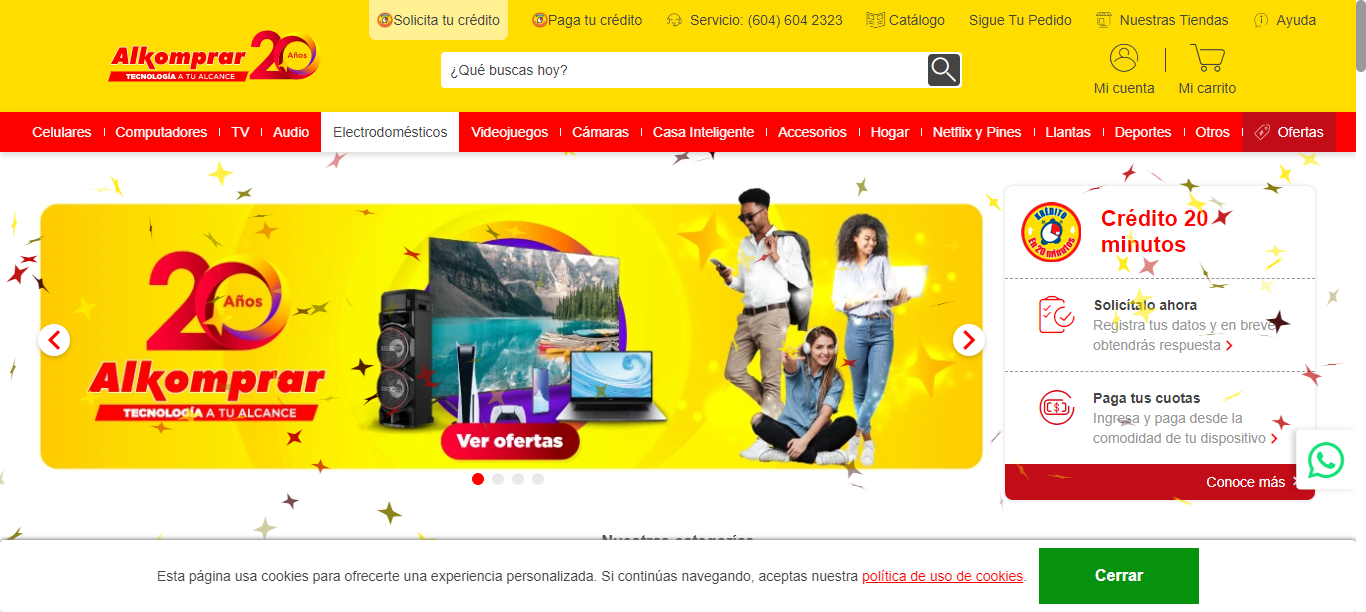 Solicita tu crédito
Paga tu crédito
Servicio: (604) 604 2323
Catálogo
Sigue Tu Pedido
Nuestras Tiendas
Ayuda
Alkomprar 20 Años
TECNOLOGÍA A TU ALCANCE
¿Qué buscas hoy?
Mi cuenta
Mi carrito
Celulares
Computadores
TV
Audio
Electrodomésticos
Videojuegos
Cámaras
Casa Inteligente
Accesorios
Hogar
Netflix y Pines
Llantas
Deportes
Otros
Ofertas
20 Años
Alkomprar
TECNOLOGÍA A TU ALCANCE
Ver ofertas
KRÉDITO
En 20 minutos
Crédito 20
minutos
Solicítalo ahora
Registra tus datos y en breve
obtendrás respuesta
Paga tus cuotas
Ingresa y paga desde la
comodidad de tu dispositivo
Conoce más
Nuestras categorías
Esta página usa cookies para ofrecerte una experiencia personalizada. Si continúas navegando, aceptas nuestra política de uso de cookies.
Cerrar